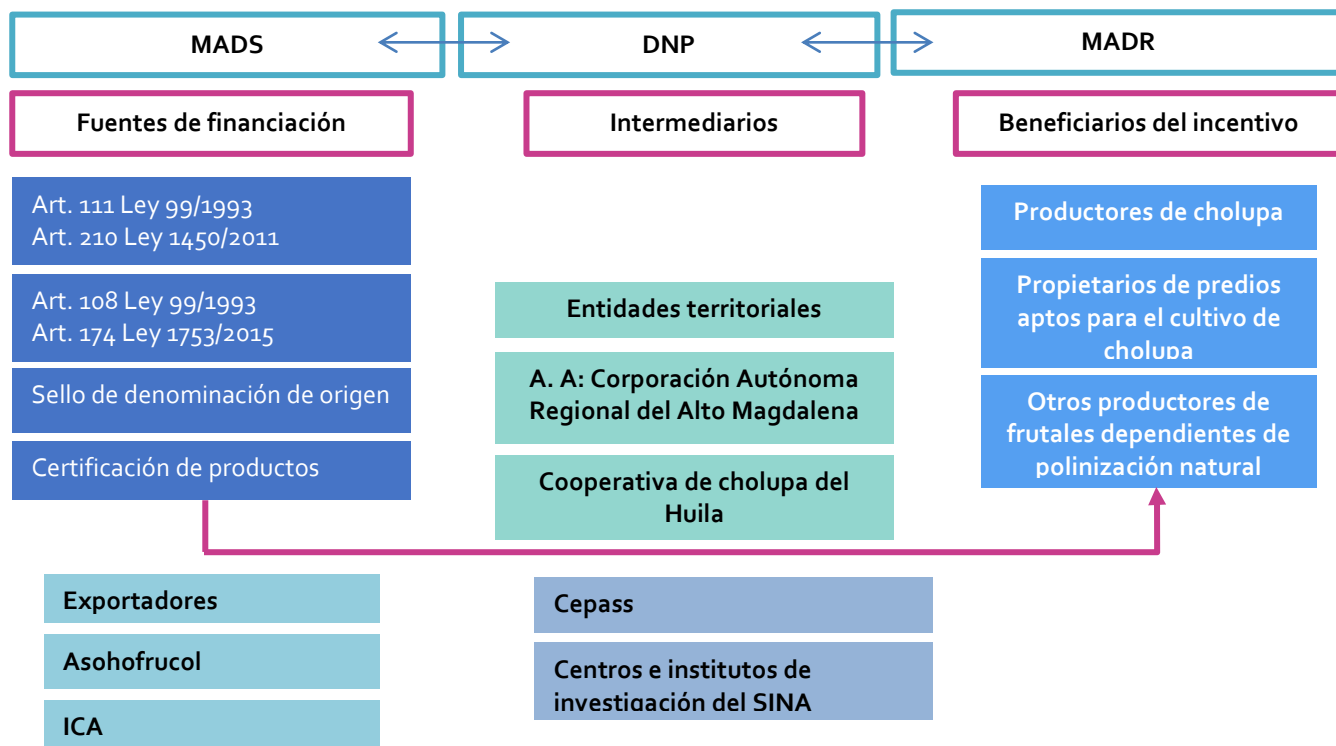 MADS
DNP
MADR
Fuentes de financiación
Intermediarios
Beneficiarios del incentivo
Art. 111 Ley 99/1993
Art. 210 Ley 1450/2011
Art. 108 Ley 99/1993
Art. 174 Ley 1753/2015
Sello de denominación de origen
Certificación de productos
Entidades territoriales
A. A: Corporación Autónoma
Regional del Alto Magdalena
Cooperativa de cholupa del
Huila
Productores de cholupa
Propietarios de predios
aptos para el cultivo de
cholupa
Otros productores de
frutales dependientes de
polinización natural
Exportadores
Asohofrucol
ICA
Cepass
Centros e institutos de
investigación del SINA